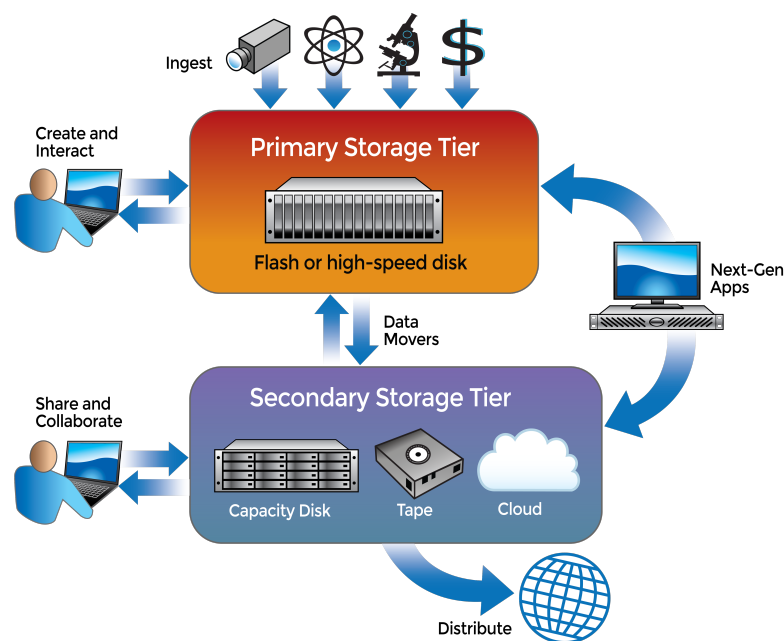 Ingest
$
Create and
Interact
Primary Storage Tier
Flash or high-speed disk
Next-Gen
Apps
Data
Movers
Secondary Storage Tier
Share and
Collaborate
Capacity Disk
Tape
Cloud
Distribute